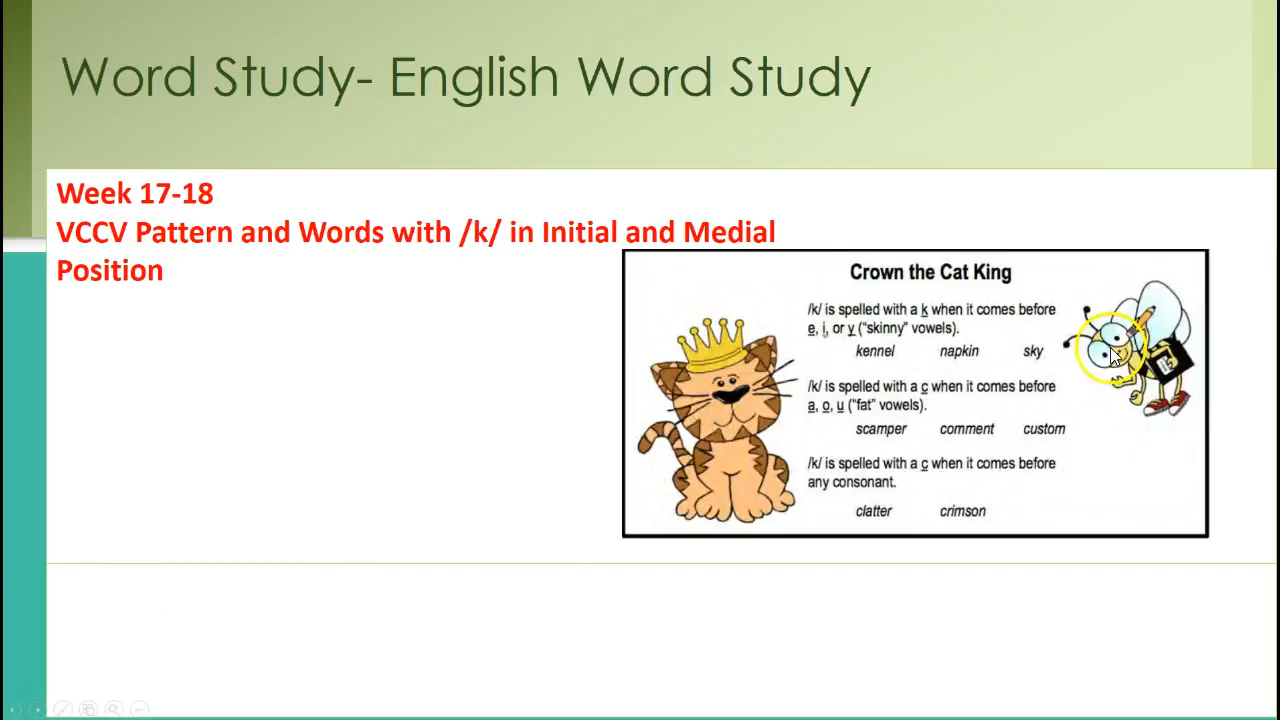 Word Study- English Word Study
Week 17-18
VCCV Pattern and Words with /k/ in Initial and Medial
Position
Crown the Cat King
/k/ is spelled with a k when it comes before
e, i, or y (“skinny” vowels).
kennel napkin sky
/k/ is spelled with a c when it comes before
a, o, u (“fat” vowels).
scamper comment custom
/k/ is spelled with a c when it comes before
any consonant.
clatter crimson